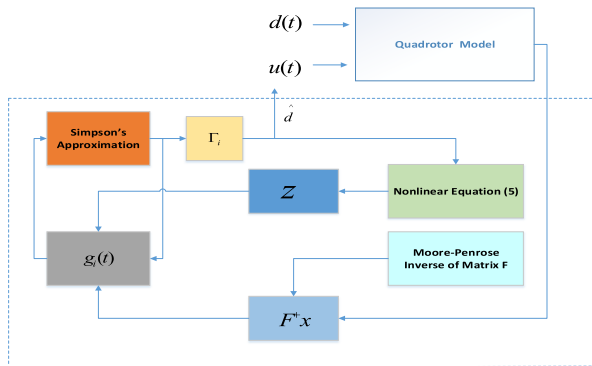 d(t)
Quadrotor Model
u(t)
d̂
Simpson's
Approximation
Γᵢ
Z
Nonlinear Equation (5)
gᵢ(t)
Moore-Penrose
Inverse of Matrix F
F⁺x